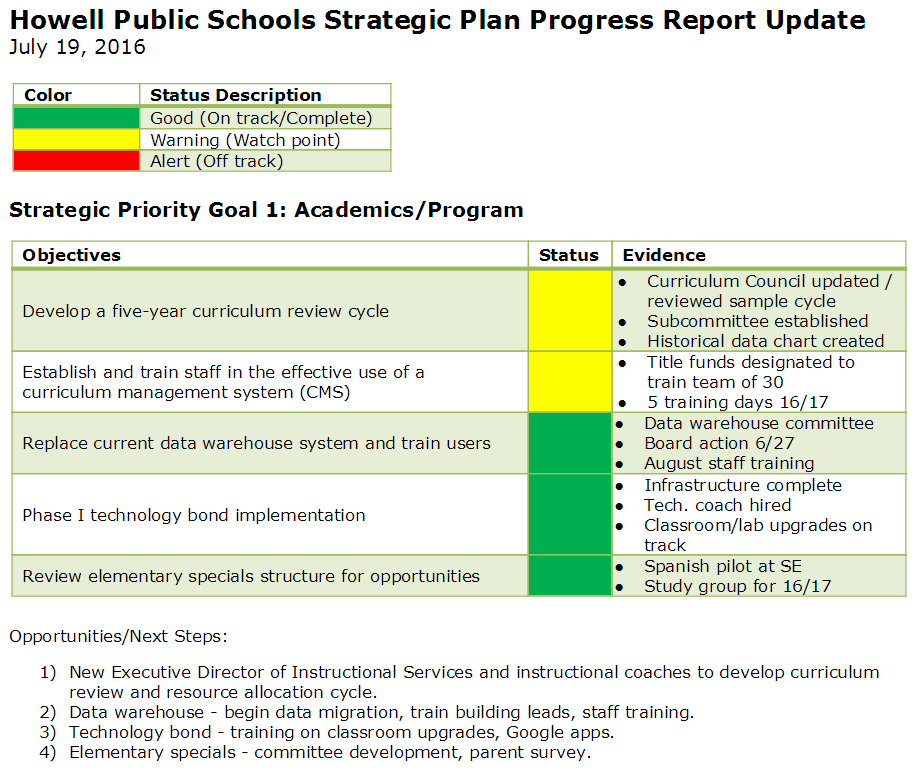 Howell Public Schools Strategic Plan Progress Report Update
July 19, 2016
Color Status Description
Good (On track/Complete)
Warning (Watch point)
Alert (Off track)
Strategic Priority Goal 1: Academics/Program
Objectives Status Evidence
Develop a five-year curriculum review cycle
● Curriculum Council updated /
reviewed sample cycle
● Subcommittee established
● Historical data chart created
Establish and train staff in the effective use of a
curriculum management system (CMS)
● Title funds designated to
train team of 30
● 5 training days 16/17
Replace current data warehouse system and train users
● Data warehouse committee
● Board action 6/27
● August staff training
Phase I technology bond implementation
● Infrastructure complete
● Tech. coach hired
● Classroom/lab upgrades on
track
Review elementary specials structure for opportunities
● Spanish pilot at SE
● Study group for 16/17
Opportunities/Next Steps:
1) New Executive Director of Instructional Services and instructional coaches to develop curriculum
review and resource allocation cycle.
2) Data warehouse - begin data migration, train building leads, staff training.
3) Technology bond - training on classroom upgrades, Google apps.
4) Elementary specials - committee development, parent survey.